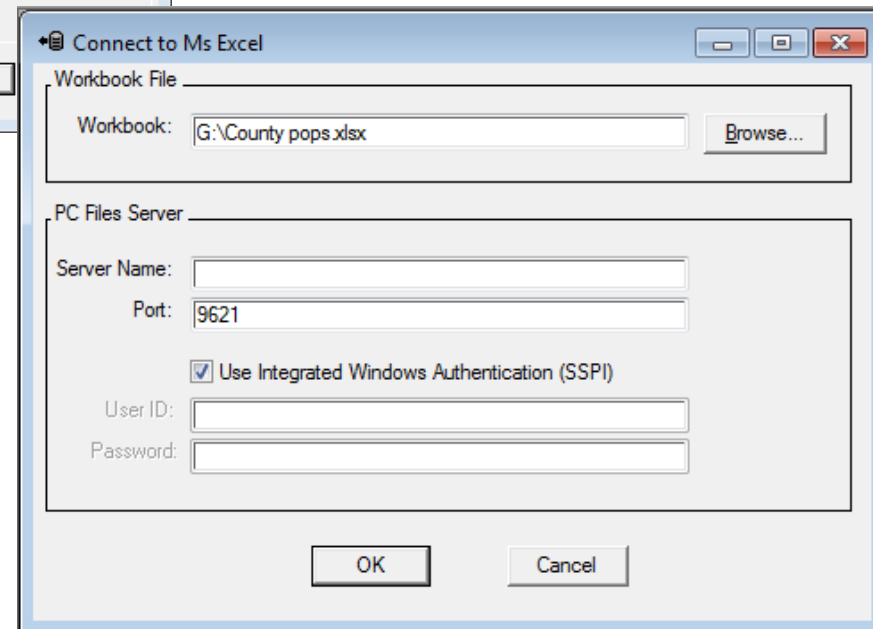 Connect to Ms Excel
Workbook File
Workbook: G:\County pops.xlsx Browse...
PC Files Server
Server Name:
Port: 9621
Use Integrated Windows Authentication (SSPI)
User ID:
Password:
OK Cancel